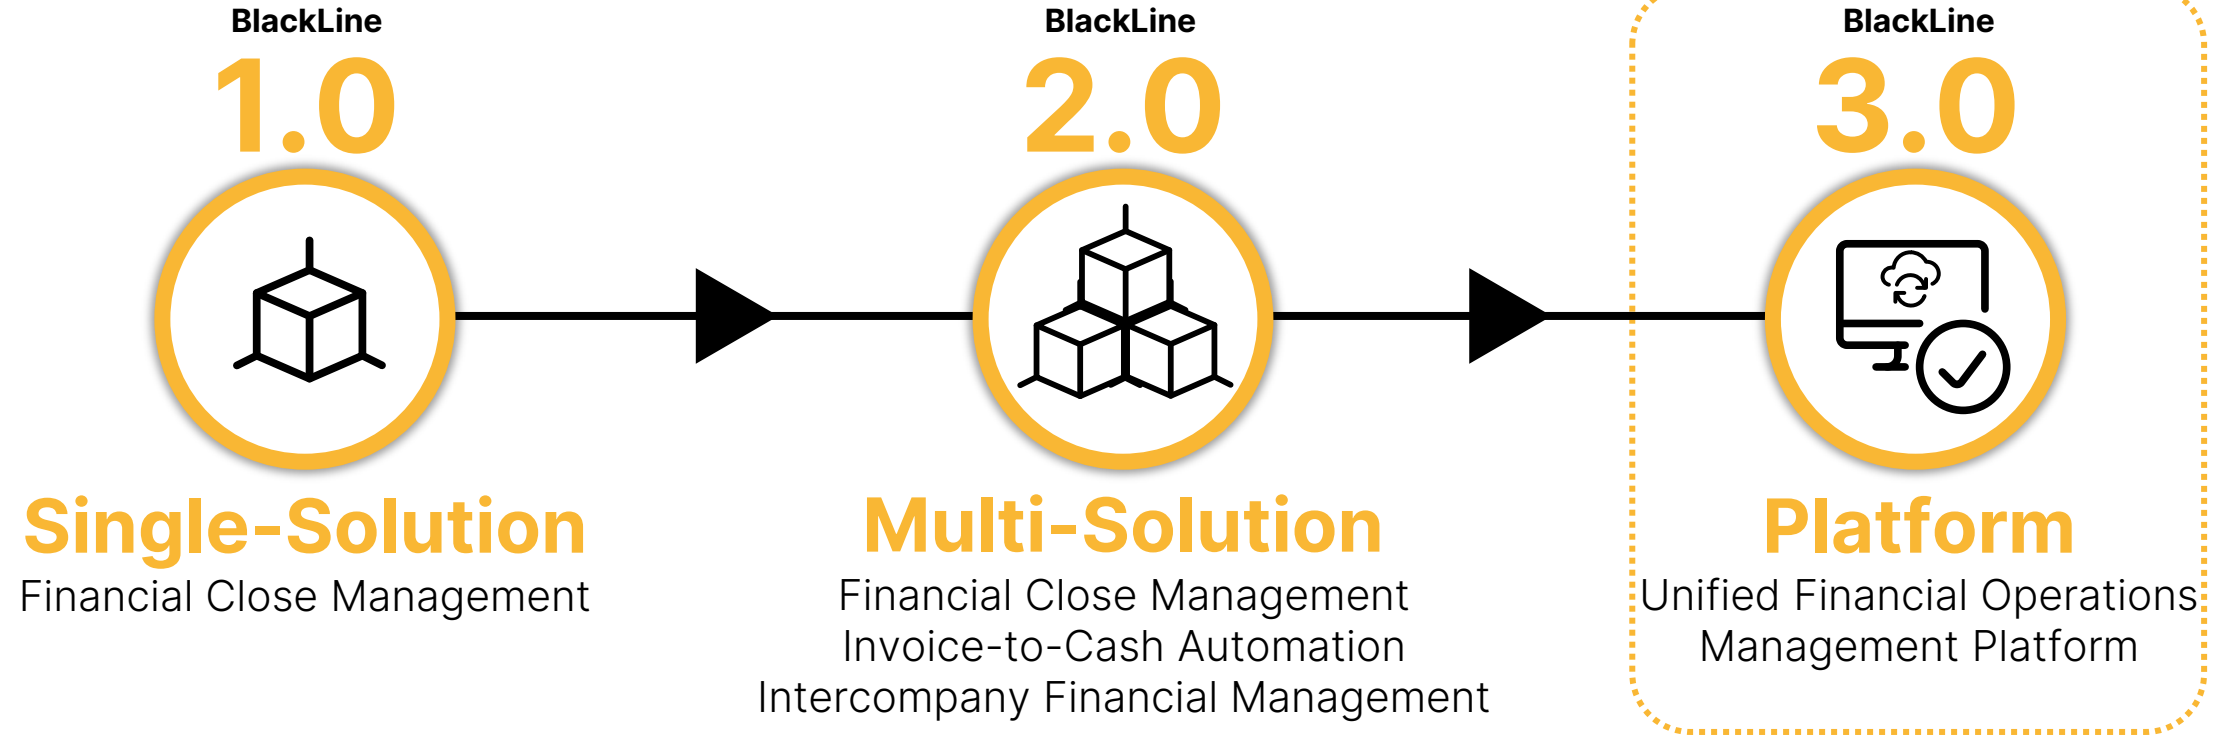 BlackLine
1.0
Single-Solution
Financial Close Management
BlackLine
2.0
Multi-Solution
Financial Close Management
Invoice-to-Cash Automation
Intercompany Financial Management
BlackLine
3.0
Platform
Unified Financial Operations
Management Platform